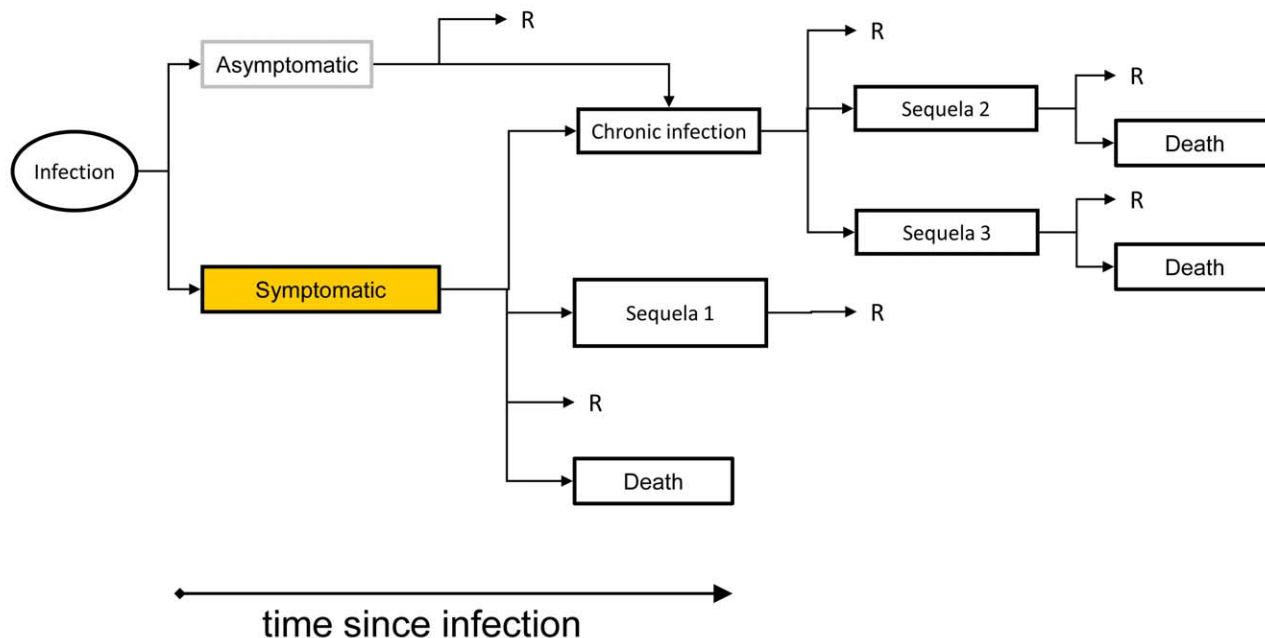 R
R
Asymptomatic
R
Sequela 2
Chronic infection
Death
Infection
R
Sequela 3
Death
Symptomatic
Sequela 1
R
R
Death
time since infection